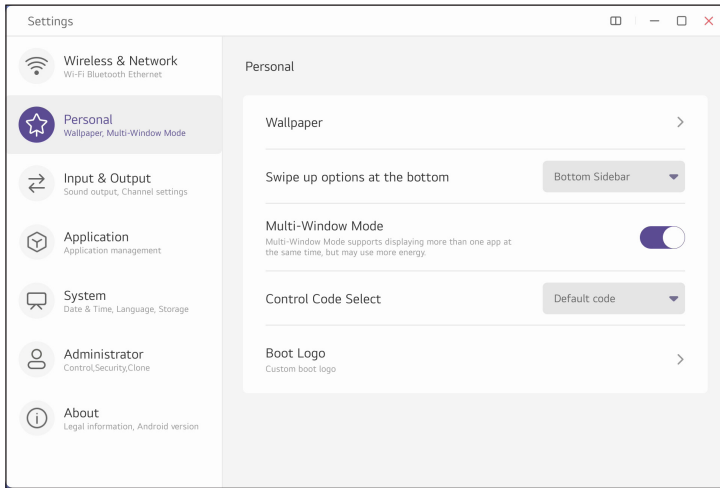 Settings
Wireless & Network
Wi-Fi Bluetooth Ethernet
Personal
Wallpaper, Multi-Window Mode
Input & Output
Sound output, Channel settings
Application
Application management
System
Date & Time, Language, Storage
Administrator
Control,Security,Clone
About
Legal information, Android version
Personal
Wallpaper
Swipe up options at the bottom
Bottom Sidebar
Multi-Window Mode
Multi-Window Mode supports displaying more than one app at
the same time, but may use more energy.
Control Code Select
Default code
Boot Logo
Custom boot logo